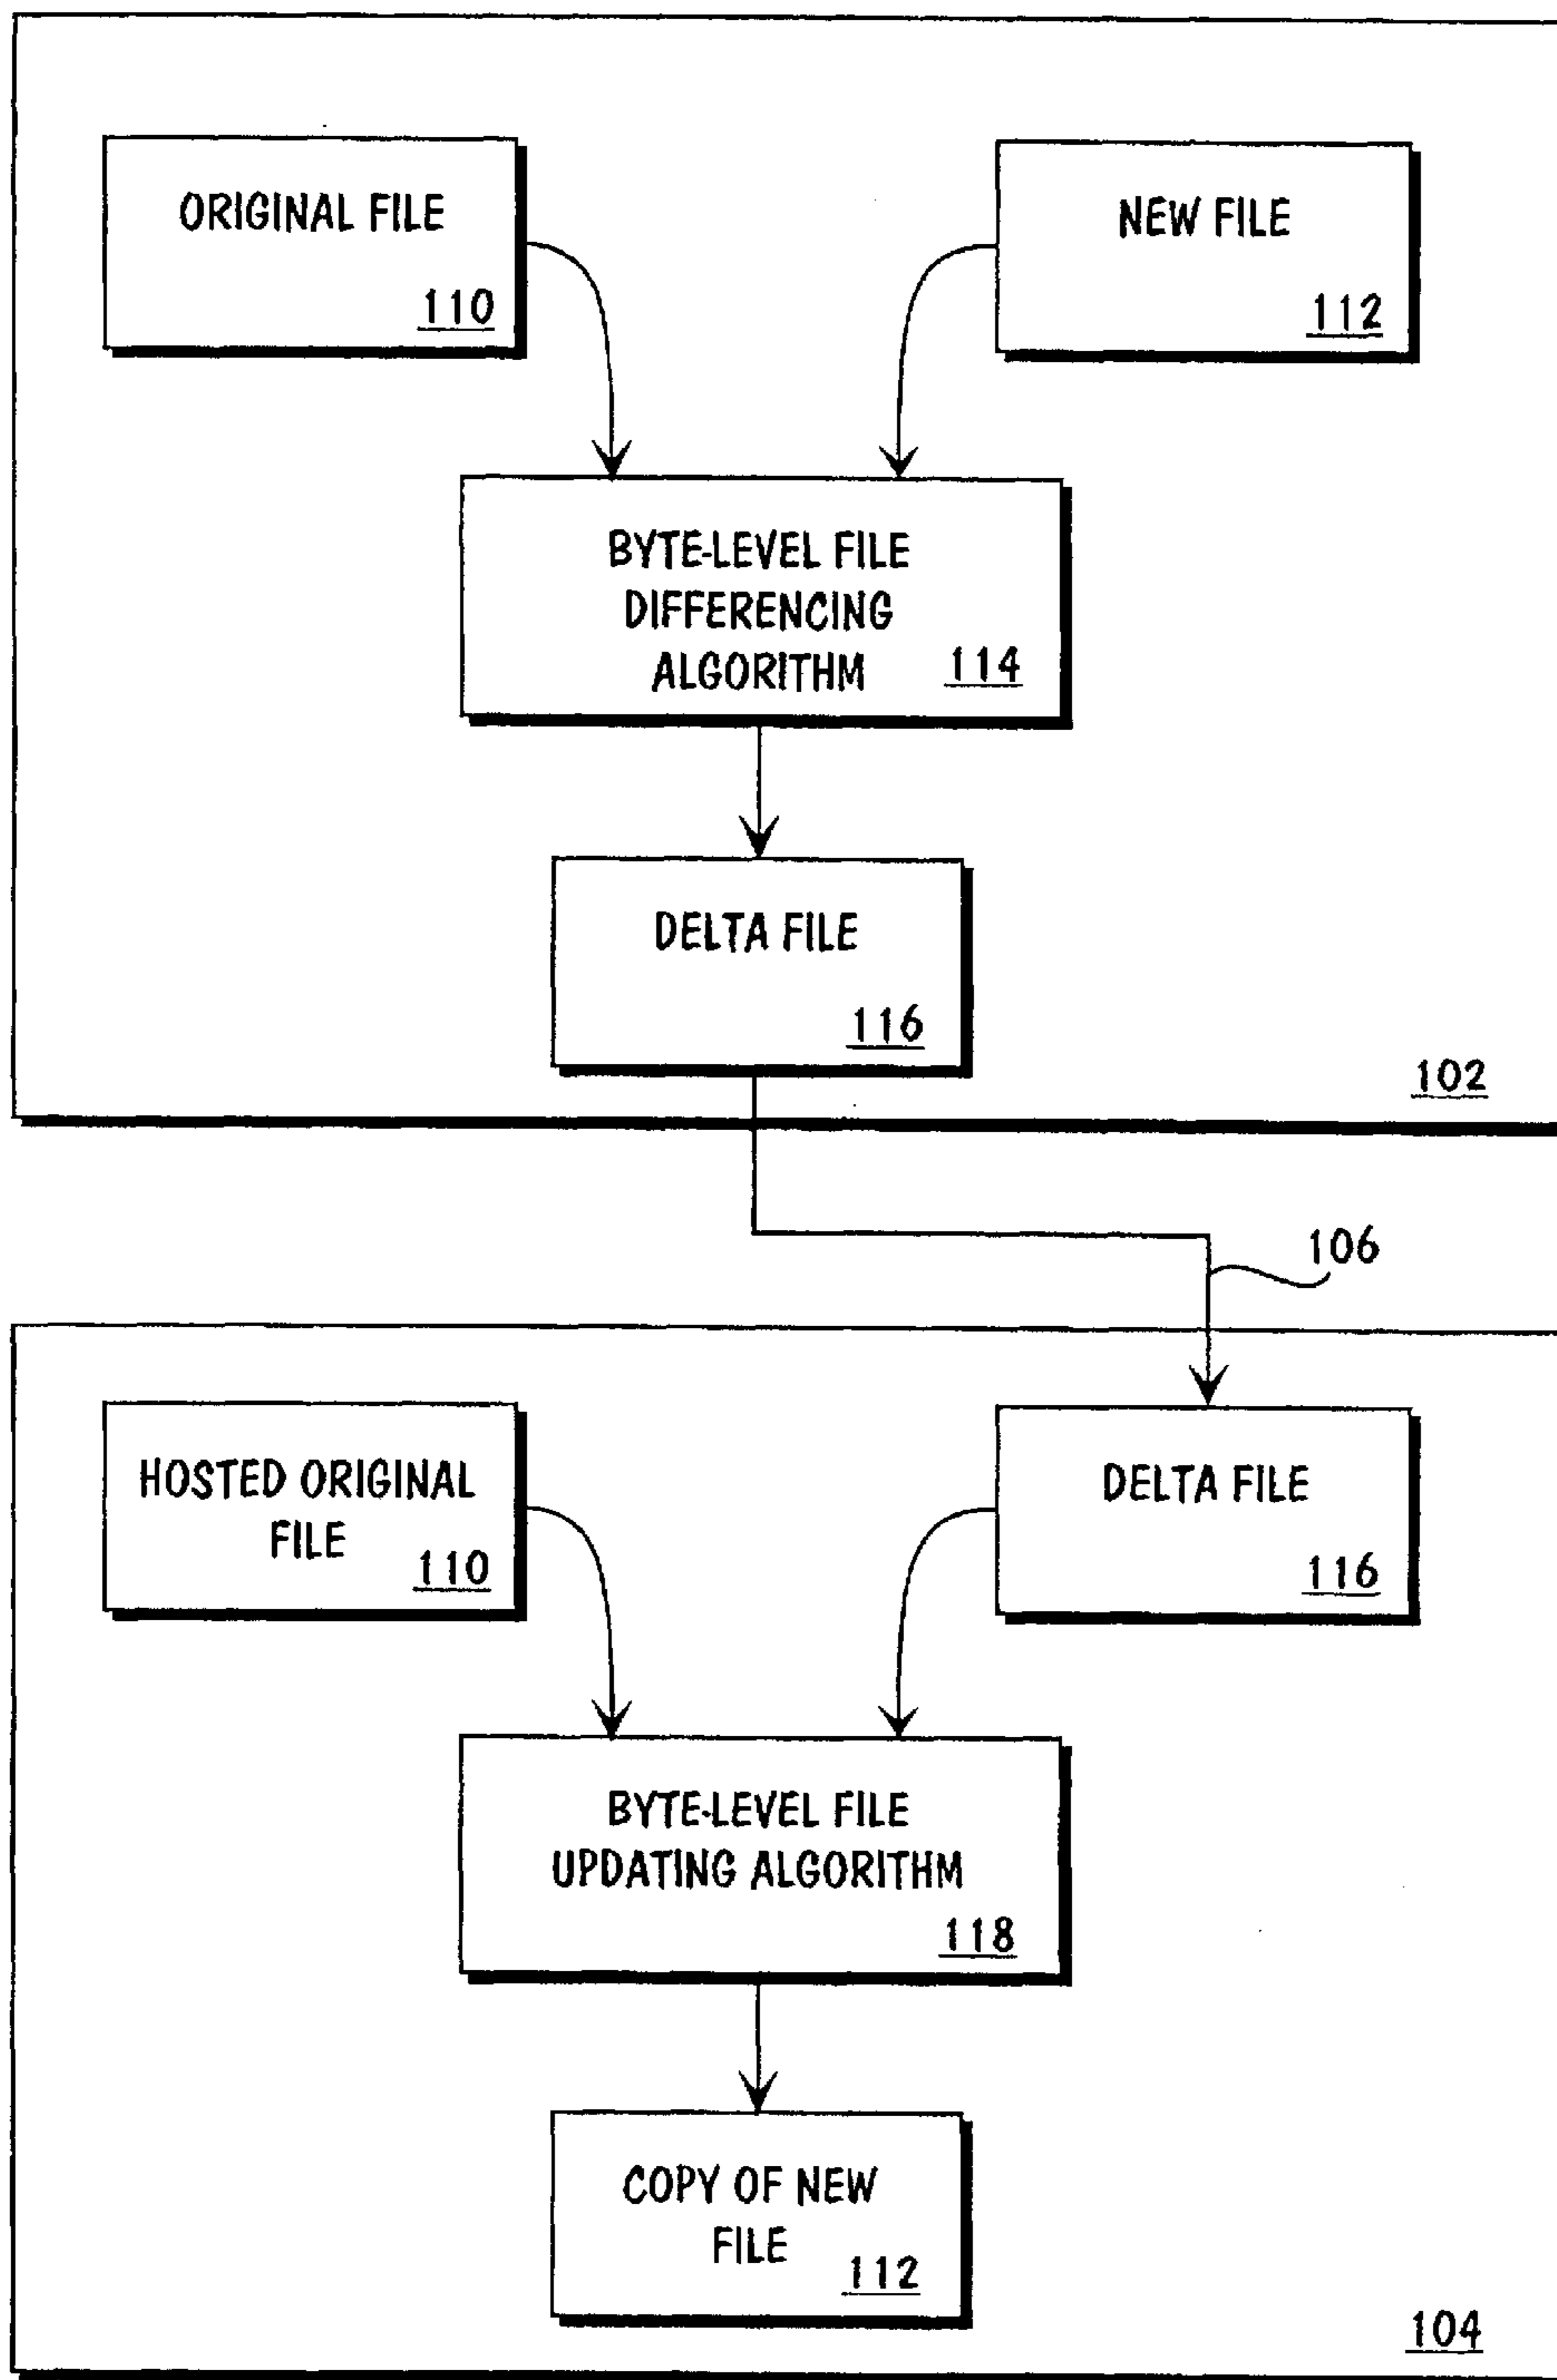 ORIGINAL FILE
110
NEW FILE
112
BYTE-LEVEL FILE
DIFFERENCING
ALGORITHM 114
DELTA FILE
116
102
106
HOSTED ORIGINAL
FILE 110
DELTA FILE
116
BYTE-LEVEL FILE
UPDATING ALGORITHM
118
COPY OF NEW
FILE 112
104